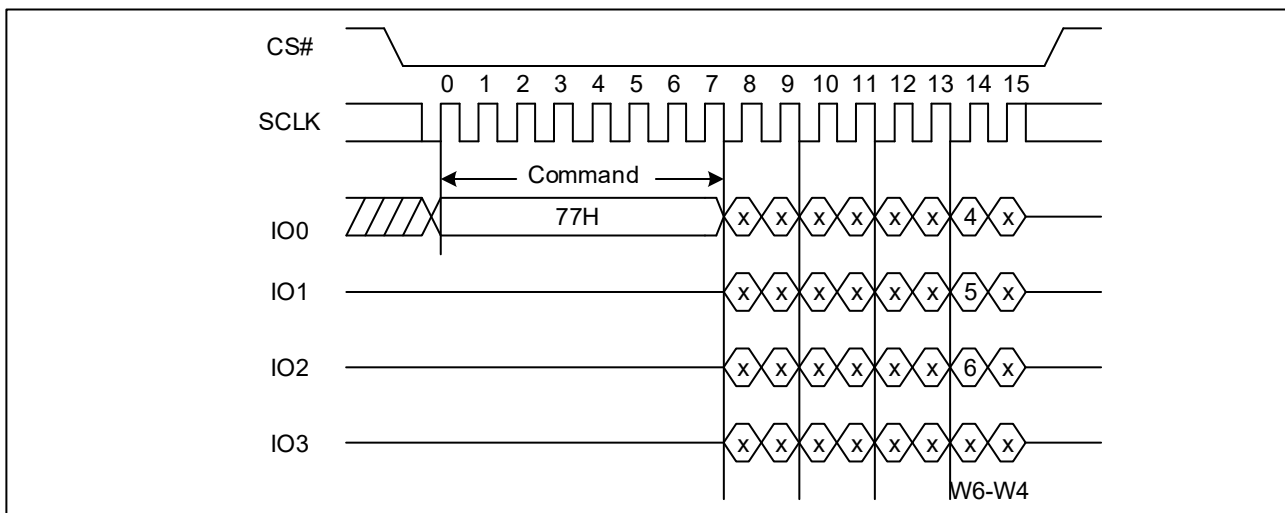 CS#
0 1 2 3 4 5 6 7 8 9 10 11 12 13 14 15
SCLK
Command
IO0 77H x x x x x x 4 x
IO1 x x x x x x 5 x
IO2 x x x x x x 6 x
IO3 x x x x x x x x
W6-W4